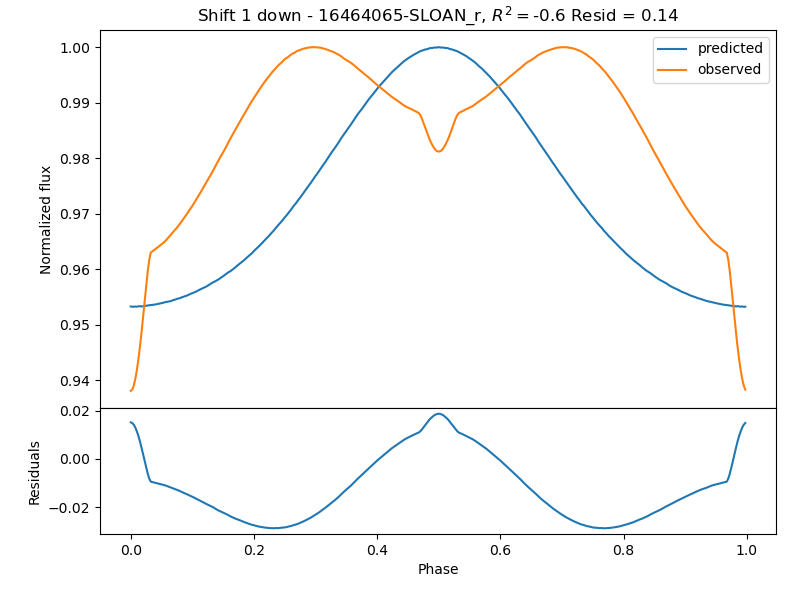 Shift 1 down - 16464065-SLOAN_r, $R^2$ = -0.6 Resid = 0.14
predicted
observed
Normalized flux
1.00
0.99
0.98
0.97
0.96
0.95
0.94
Residuals
0.02
0.00
−0.02
0.0 0.2 0.4 0.6 0.8 1.0
Phase